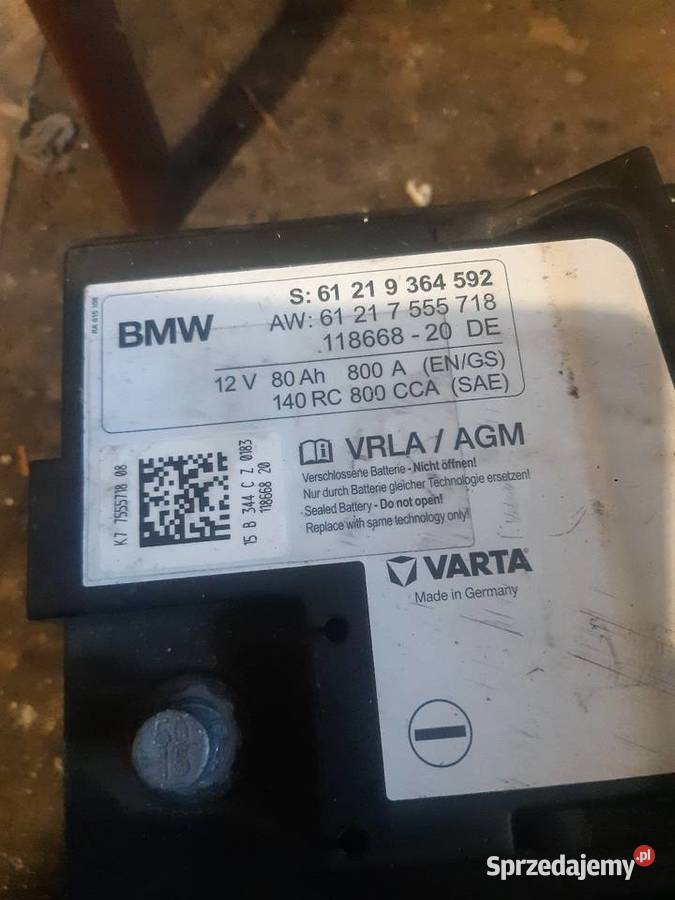 S: 61 21 9 364 592
BMW
AW: 61 21 7 555 718
118668 - 20 DE
12 V 80 Ah 800 A (EN/GS)
140 RC 800 CCA (SAE)
VRLA / AGM
Verschlossene Batterie - Nicht öffnen!
Nur durch Batterie gleicher Technologie ersetzen!
Sealed Battery - Do not open!
Replace with same technology only!
K7 7555718 08
15 B 344 C Z 0183
118668 20
VARTA
Made in Germany
Sprzedajemy.pl